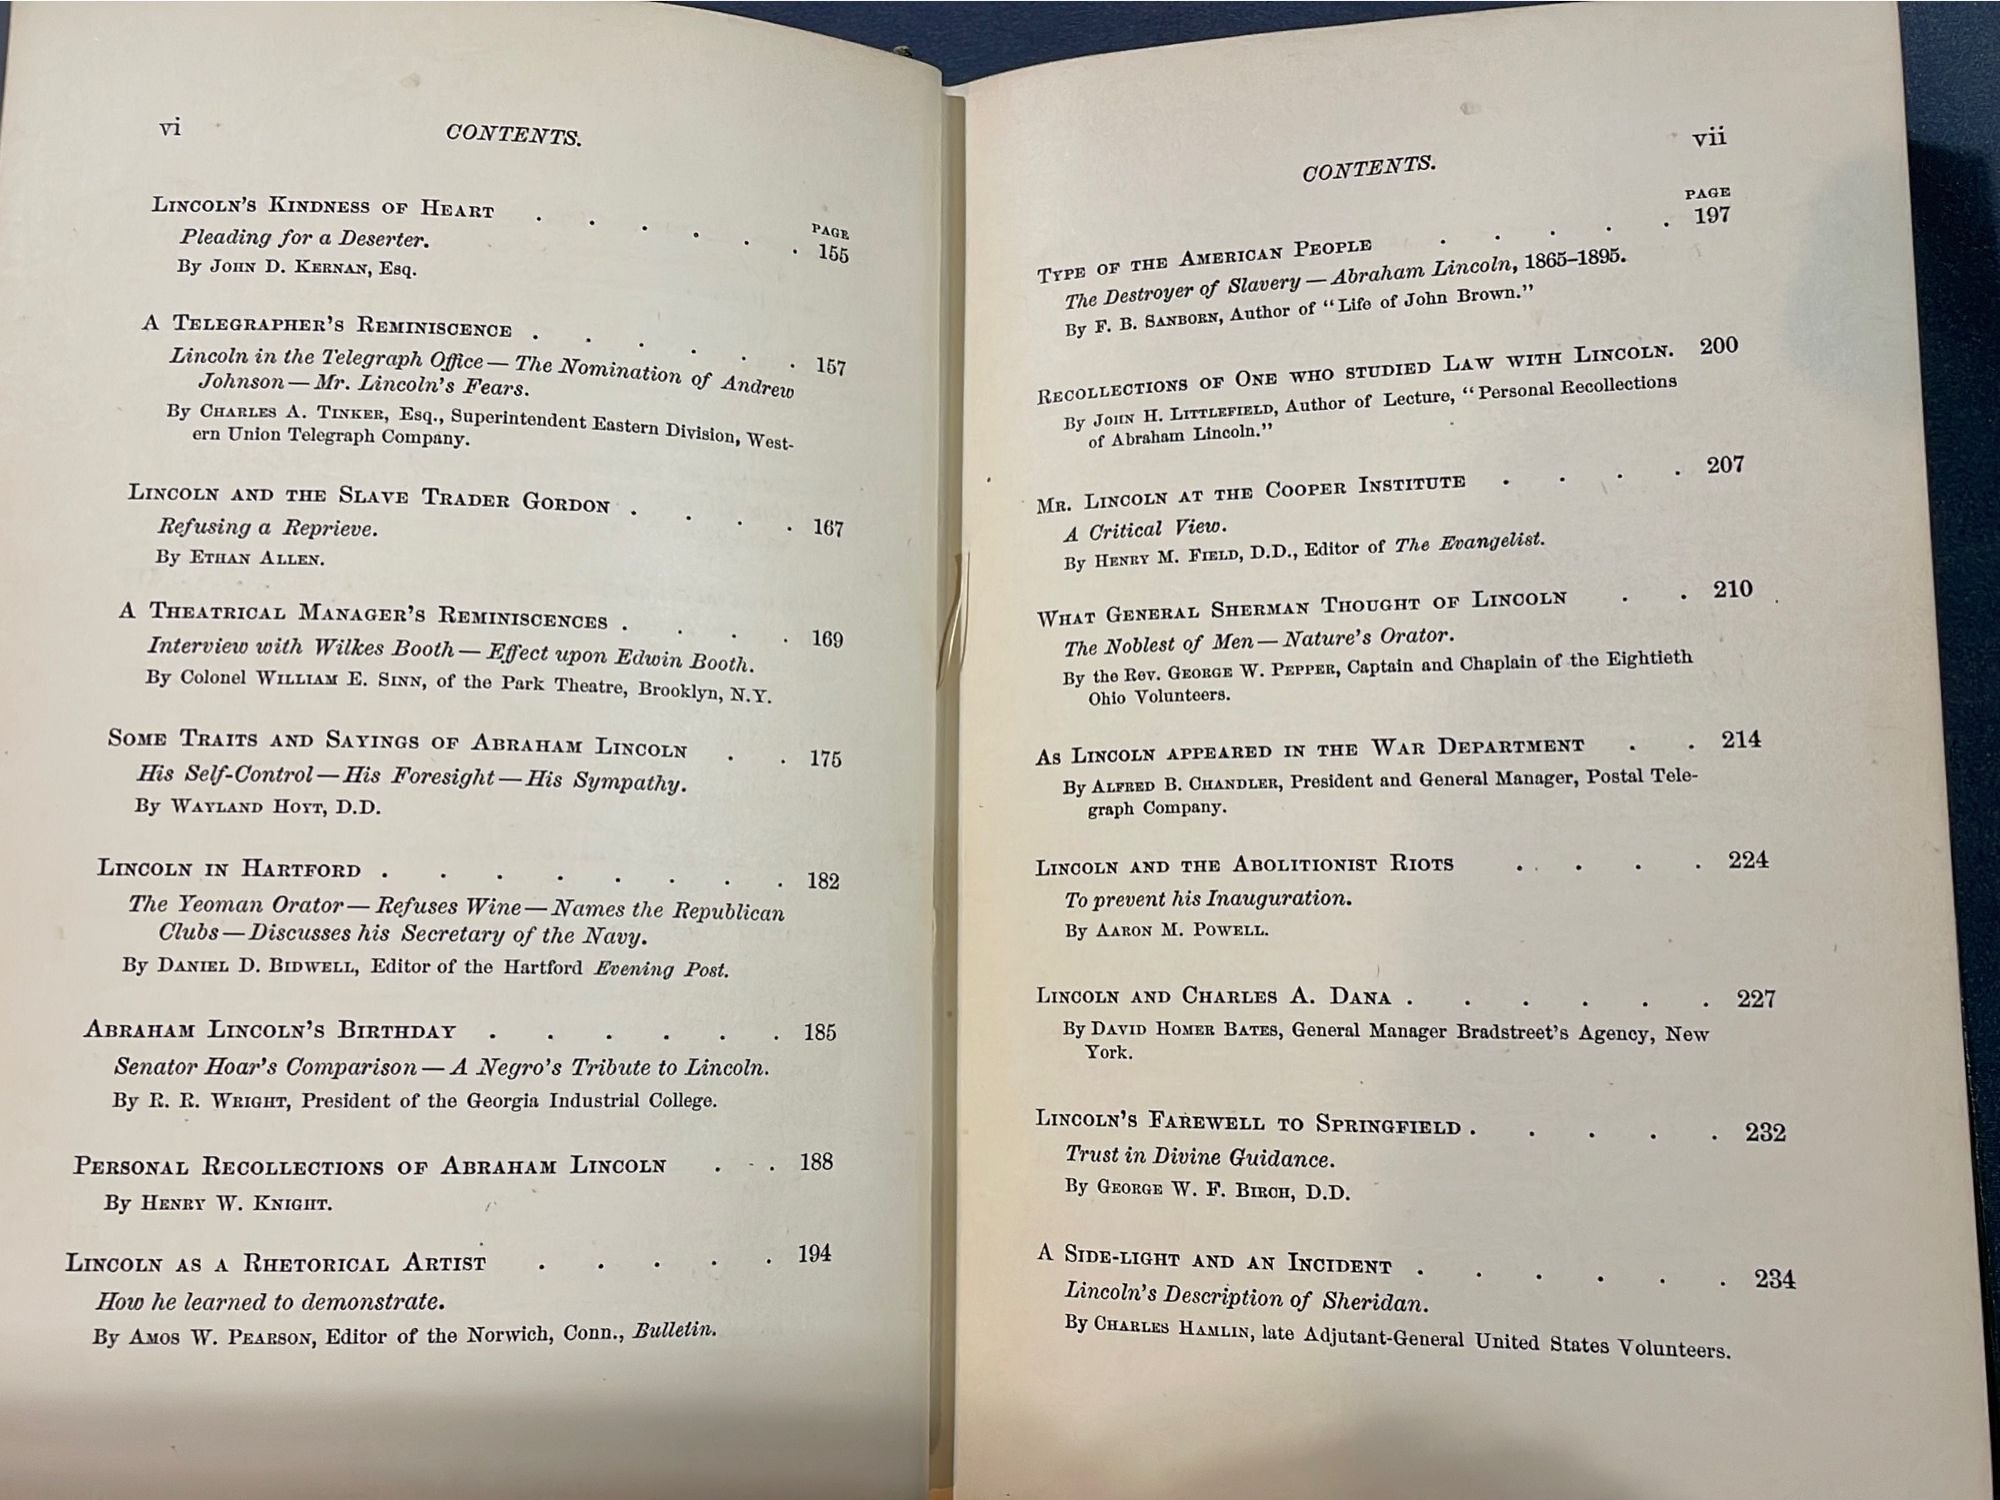 vi
CONTENTS.
PAGE
LINCOLN'S KINDNESS OF HEART . . . . . . 155
Pleading for a Deserter.
By JOHN D. KERNAN, Esq.
A TELEGRAPHER'S REMINISCENCE . . . . . . 157
Lincoln in the Telegraph Office — The Nomination of Andrew
Johnson — Mr. Lincoln's Fears.
By CHARLES A. TINKER, Esq., Superintendent Eastern Division, West-
ern Union Telegraph Company.
LINCOLN AND THE SLAVE TRADER GORDON . . . . 167
Refusing a Reprieve.
By ETHAN ALLEN.
A THEATRICAL MANAGER'S REMINISCENCES . . . . 169
Interview with Wilkes Booth — Effect upon Edwin Booth.
By Colonel WILLIAM E. SINN, of the Park Theatre, Brooklyn, N.Y.
SOME TRAITS AND SAYINGS OF ABRAHAM LINCOLN . . 175
His Self-Control — His Foresight — His Sympathy.
By WAYLAND HOYT, D.D.
LINCOLN IN HARTFORD . . . . . . . . 182
The Yeoman Orator — Refuses Wine — Names the Republican
Clubs — Discusses his Secretary of the Navy.
By DANIEL D. BIDWELL, Editor of the Hartford Evening Post.
ABRAHAM LINCOLN'S BIRTHDAY . . . . . . 185
Senator Hoar's Comparison — A Negro's Tribute to Lincoln.
By R. R. WRIGHT, President of the Georgia Industrial College.
PERSONAL RECOLLECTIONS OF ABRAHAM LINCOLN . . 188
By HENRY W. KNIGHT.
LINCOLN AS A RHETORICAL ARTIST . . . . . 194
How he learned to demonstrate.
By AMOS W. PEARSON, Editor of the Norwich, Conn., Bulletin.
vii
CONTENTS.
PAGE
TYPE OF THE AMERICAN PEOPLE . . . . . 197
The Destroyer of Slavery — Abraham Lincoln, 1865–1895.
By F. B. SANBORN, Author of "Life of John Brown."
RECOLLECTIONS OF ONE WHO STUDIED LAW WITH LINCOLN. 200
By JOHN H. LITTLEFIELD, Author of Lecture, "Personal Recollections
of Abraham Lincoln."
MR. LINCOLN AT THE COOPER INSTITUTE . . . . 207
A Critical View.
By HENRY M. FIELD, D.D., Editor of The Evangelist.
WHAT GENERAL SHERMAN THOUGHT OF LINCOLN . . 210
The Noblest of Men — Nature's Orator.
By the Rev. GEORGE W. PEPPER, Captain and Chaplain of the Eightieth
Ohio Volunteers.
AS LINCOLN APPEARED IN THE WAR DEPARTMENT . . 214
By ALFRED B. CHANDLER, President and General Manager, Postal Tele-
graph Company.
LINCOLN AND THE ABOLITIONIST RIOTS . . . . 224
To prevent his Inauguration.
By AARON M. POWELL.
LINCOLN AND CHARLES A. DANA . . . . . . 227
By DAVID HOMER BATES, General Manager Bradstreet's Agency, New
York.
LINCOLN'S FAREWELL TO SPRINGFIELD . . . . . 232
Trust in Divine Guidance.
By GEORGE W. F. BIRCH, D.D.
A SIDE-LIGHT AND AN INCIDENT . . . . . . 234
Lincoln's Description of Sheridan.
By CHARLES HAMLIN, late Adjutant-General United States Volunteers.